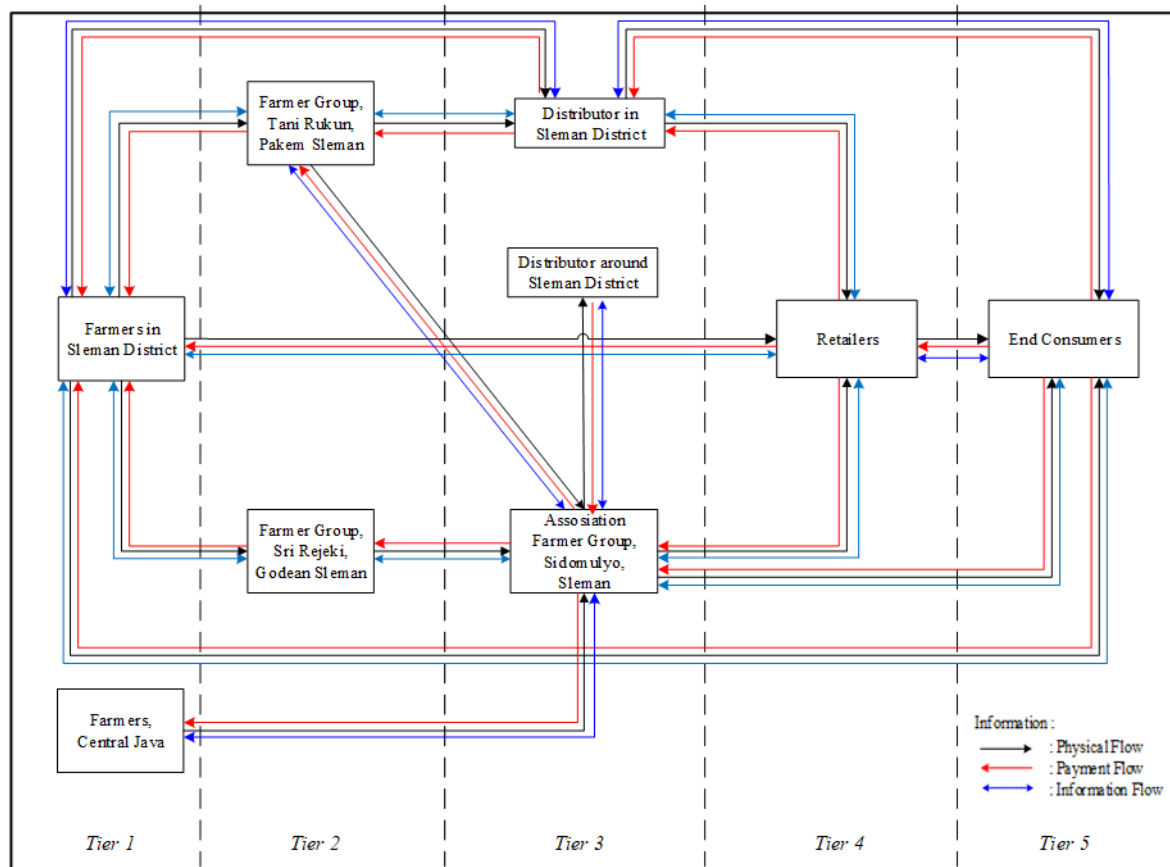 Farmer Group,
Tani Rukun,
Pakem Sleman
Distributor in
Sleman District
Distributor around
Sleman District
Farmers in
Sleman District
Retailers
End Consumers
Farmer Group,
Sri Rejeki,
Godean Sleman
Assosiation
Farmer Group,
Sidomulyo,
Sleman
Farmers,
Central Java
Information :
: Physical Flow
: Payment Flow
: Information Flow
Tier 1
Tier 2
Tier 3
Tier 4
Tier 5